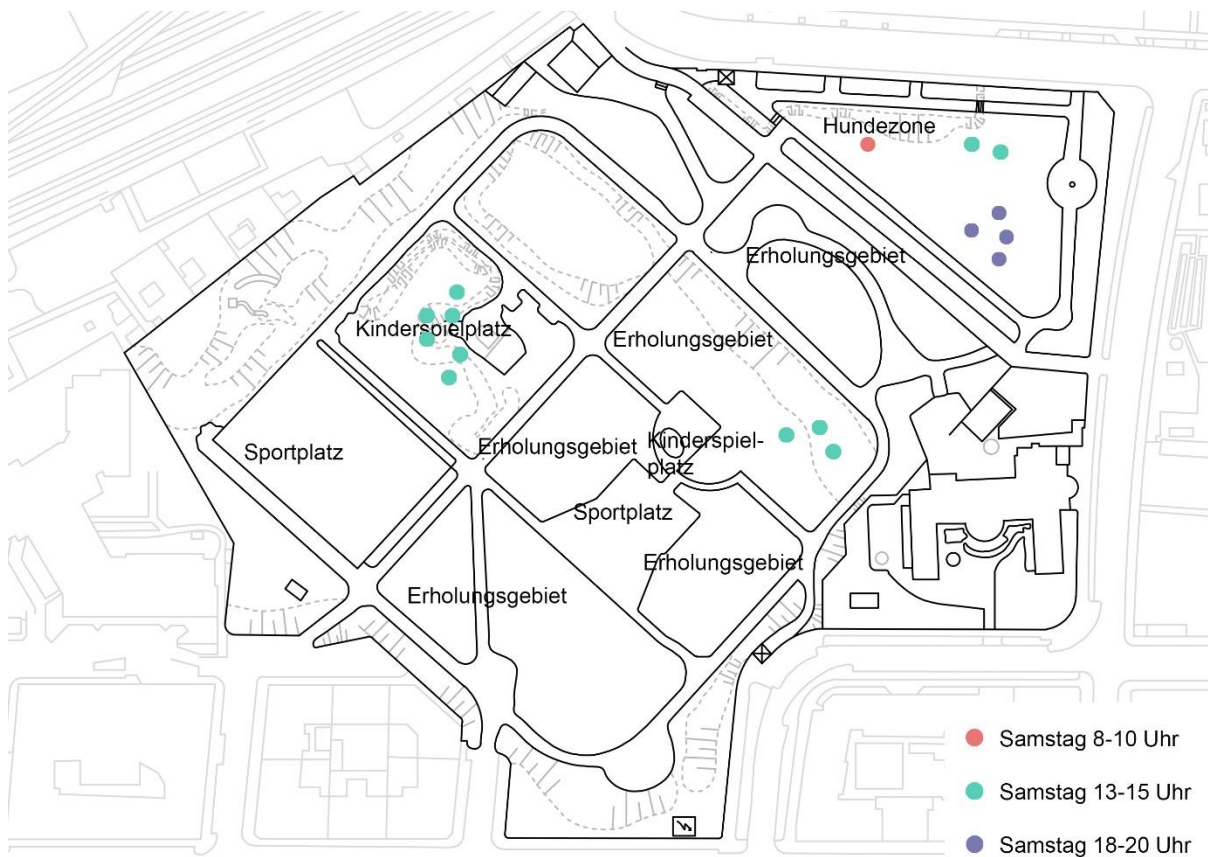 Hundezone
Erholungsgebiet
Kinderspielplatz
Erholungsgebiet
Sportplatz
Erholungsgebiet
Kinderspiel-
platz
Sportplatz
Erholungsgebiet
Erholungsgebiet
Samstag 8-10 Uhr
Samstag 13-15 Uhr
Samstag 18-20 Uhr